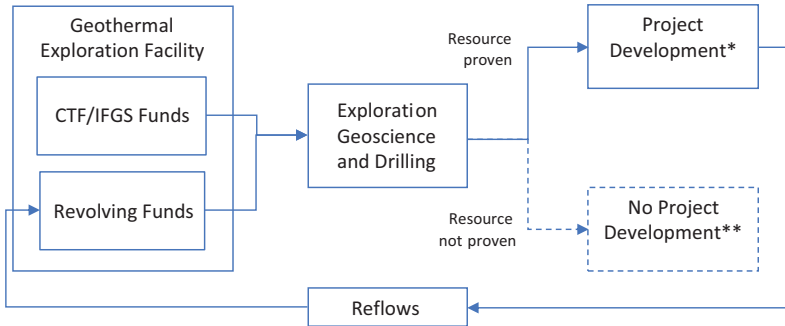 Geothermal
Exploration Facility
CTF/IFGS Funds
Revolving Funds
Exploration
Geoscience
and Drilling
Resource
proven
Project
Development*
Resource
not proven
No Project
Development**
Reflows